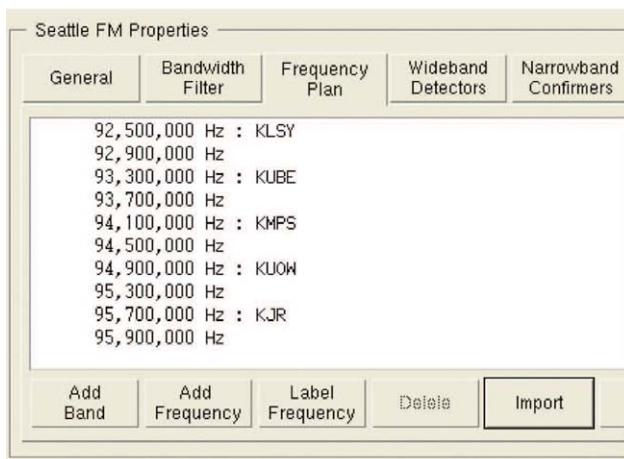 Seattle FM Properties
General
Bandwidth
Filter
Frequency
Plan
Wideband
Detectors
Narrowband
Confirmers
92,500,000 Hz : KLSY
92,900,000 Hz
93,300,000 Hz : KUBE
93,700,000 Hz
94,100,000 Hz : KMPS
94,500,000 Hz
94,900,000 Hz : KUOW
95,300,000 Hz
95,700,000 Hz : KJR
95,900,000 Hz
Add
Band
Add
Frequency
Label
Frequency
Delete
Import